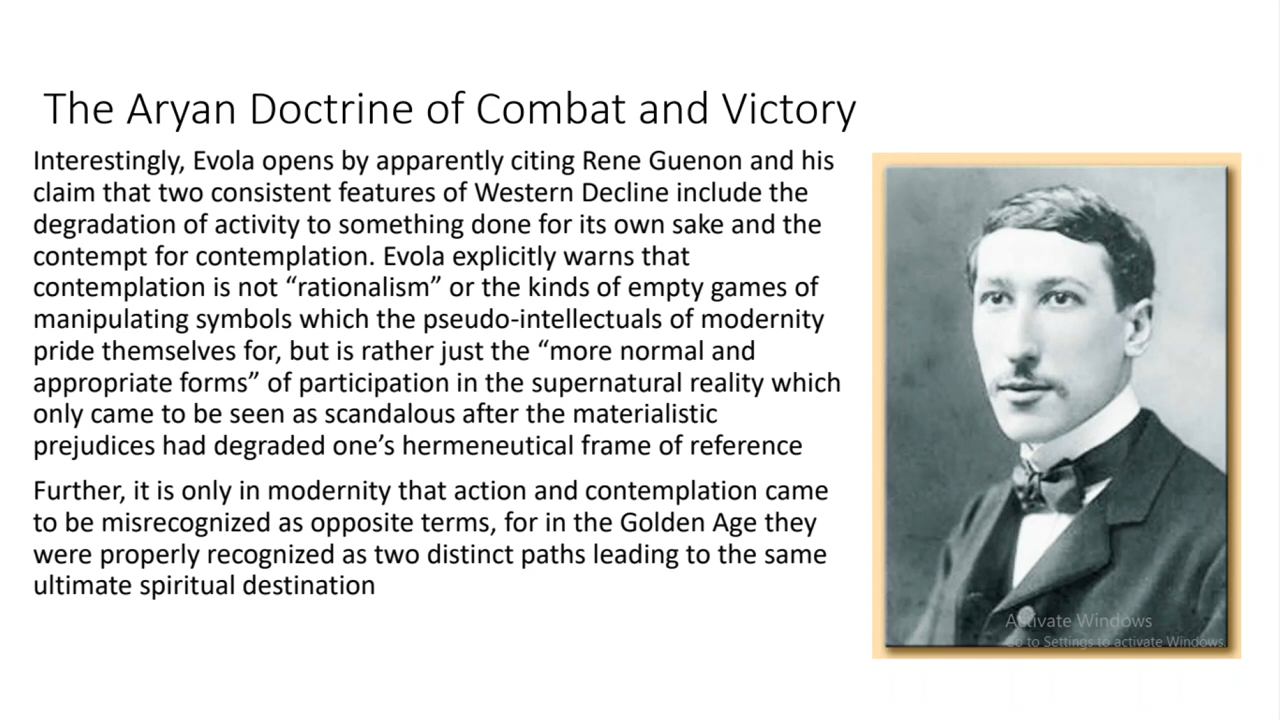 The Aryan Doctrine of Combat and Victory
Interestingly, Evola opens by apparently citing Rene Guenon and his
claim that two consistent features of Western Decline include the
degradation of activity to something done for its own sake and the
contempt for contemplation. Evola explicitly warns that
contemplation is not “rationalism” or the kinds of empty games of
manipulating symbols which the pseudo-intellectuals of modernity
pride themselves for, but is rather just the “more normal and
appropriate forms” of participation in the supernatural reality which
only came to be seen as scandalous after the materialistic
prejudices had degraded one’s hermeneutical frame of reference
Further, it is only in modernity that action and contemplation came
to be misrecognized as opposite terms, for in the Golden Age they
were properly recognized as two distinct paths leading to the same
ultimate spiritual destination
Activate Windows
Go to Settings to activate Windows.